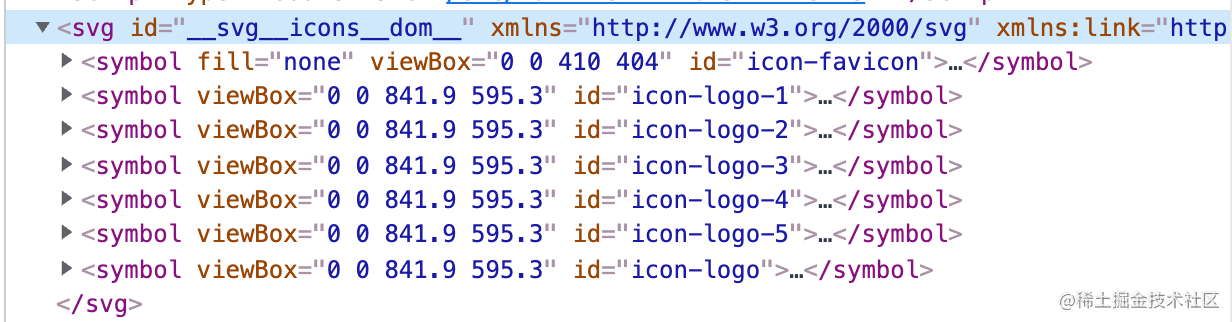 ▼<svg id="__svg__icons__dom__" xmlns="http://www.w3.org/2000/svg" xmlns:link="http
▶<symbol fill="none" viewBox="0 0 410 404" id="icon-favicon">…</symbol>
▶<symbol viewBox="0 0 841.9 595.3" id="icon-logo-1">…</symbol>
▶<symbol viewBox="0 0 841.9 595.3" id="icon-logo-2">…</symbol>
▶<symbol viewBox="0 0 841.9 595.3" id="icon-logo-3">…</symbol>
▶<symbol viewBox="0 0 841.9 595.3" id="icon-logo-4">…</symbol>
▶<symbol viewBox="0 0 841.9 595.3" id="icon-logo-5">…</symbol>
▶<symbol viewBox="0 0 841.9 595.3" id="icon-logo">…</symbol>
</svg>
@稀土掘金技术社区